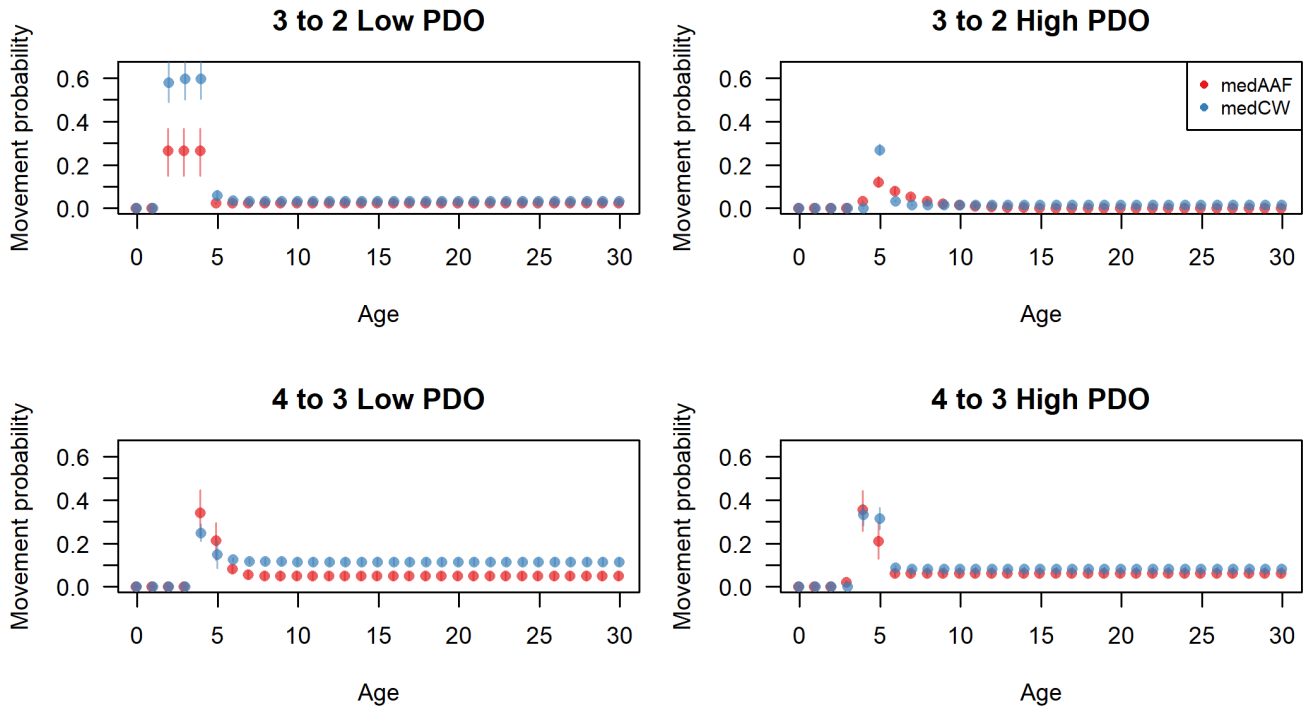 3 to 2 Low PDO
Movement probability
0.6
0.4
0.2
0.0
0 5 10 15 20 25 30
Age
3 to 2 High PDO
Movement probability
0.6
0.4
0.2
0.0
medAAF
medCW
0 5 10 15 20 25 30
Age
4 to 3 Low PDO
Movement probability
0.6
0.4
0.2
0.0
0 5 10 15 20 25 30
Age
4 to 3 High PDO
Movement probability
0.6
0.4
0.2
0.0
0 5 10 15 20 25 30
Age